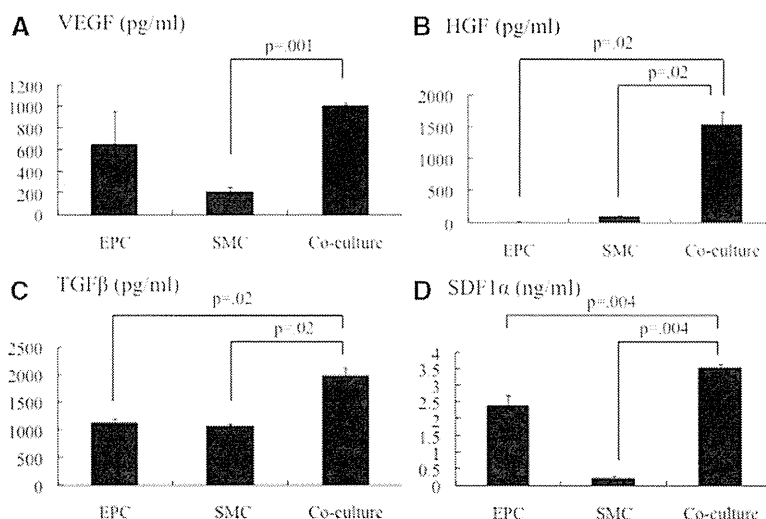 A VEGF (pg/ml)
p=.001
1200
1000
800
600
400
200
0
EPC SMC Co-culture
B HGF (pg/ml)
p=.02
p=.02
2000
1500
1000
500
0
EPC SMC Co-culture
C TGFβ (pg/ml)
p=.02
p=.02
2500
2000
1500
1000
500
0
EPC SMC Co-culture
D SDF1α (ng/ml)
p=.004
p=.004
4
3.5
3
2.5
2
1.5
1
0.5
0
EPC SMC Co-culture